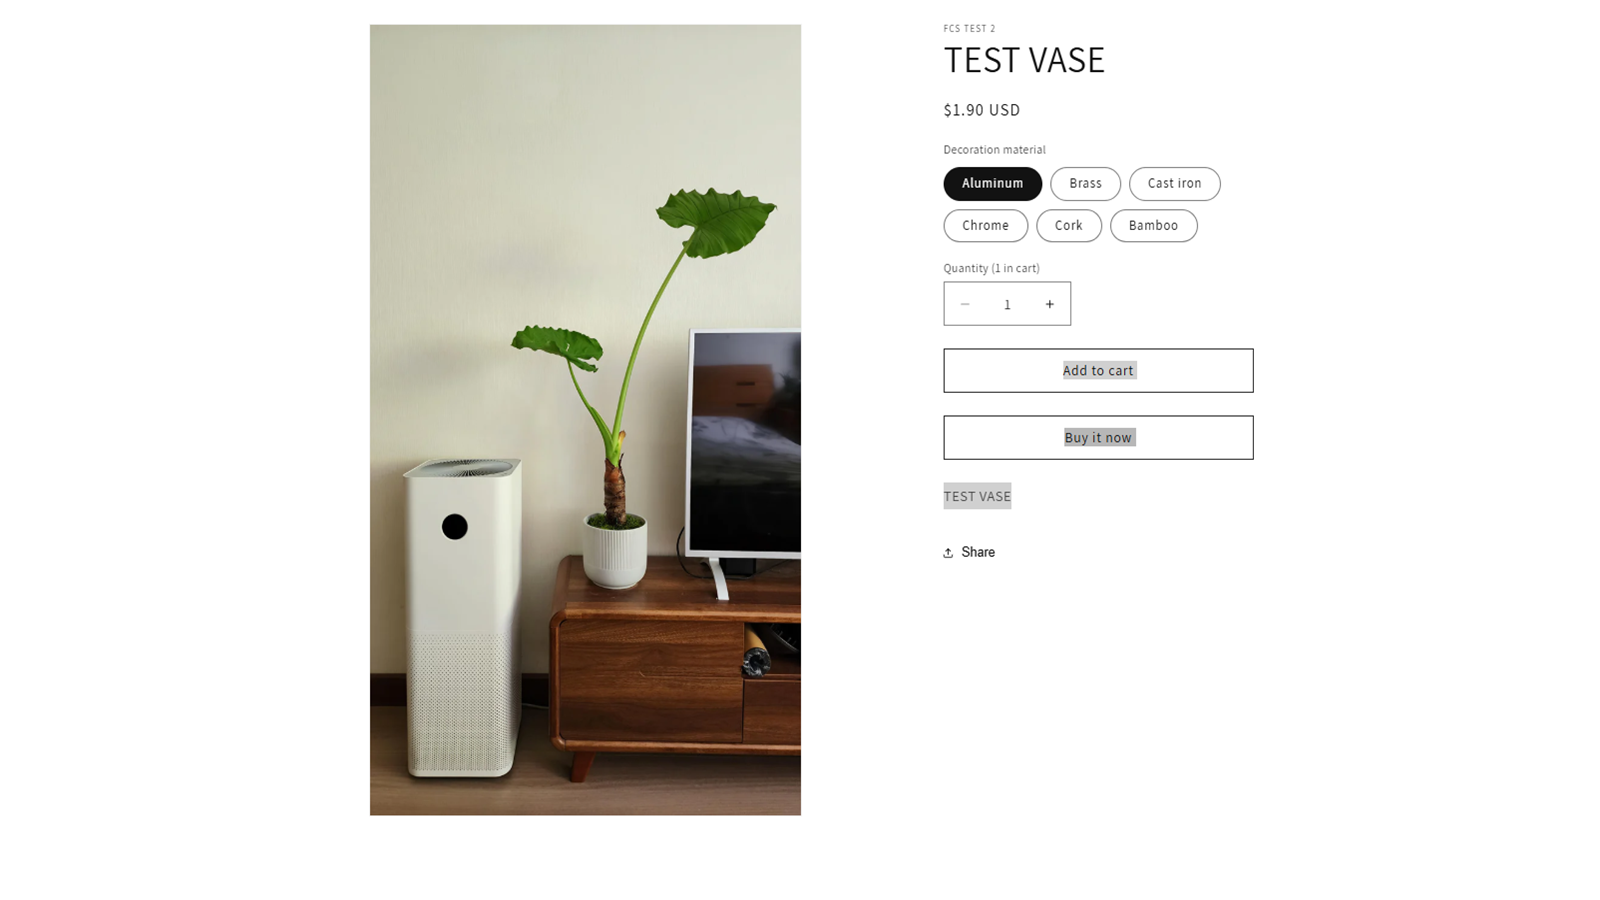 FCS TEST 2
TEST VASE
$1.90 USD
Decoration material
Aluminum
Brass
Cast iron
Chrome
Cork
Bamboo
Quantity (1 in cart)
− 1 +
Add to cart
Buy it now
TEST VASE
Share